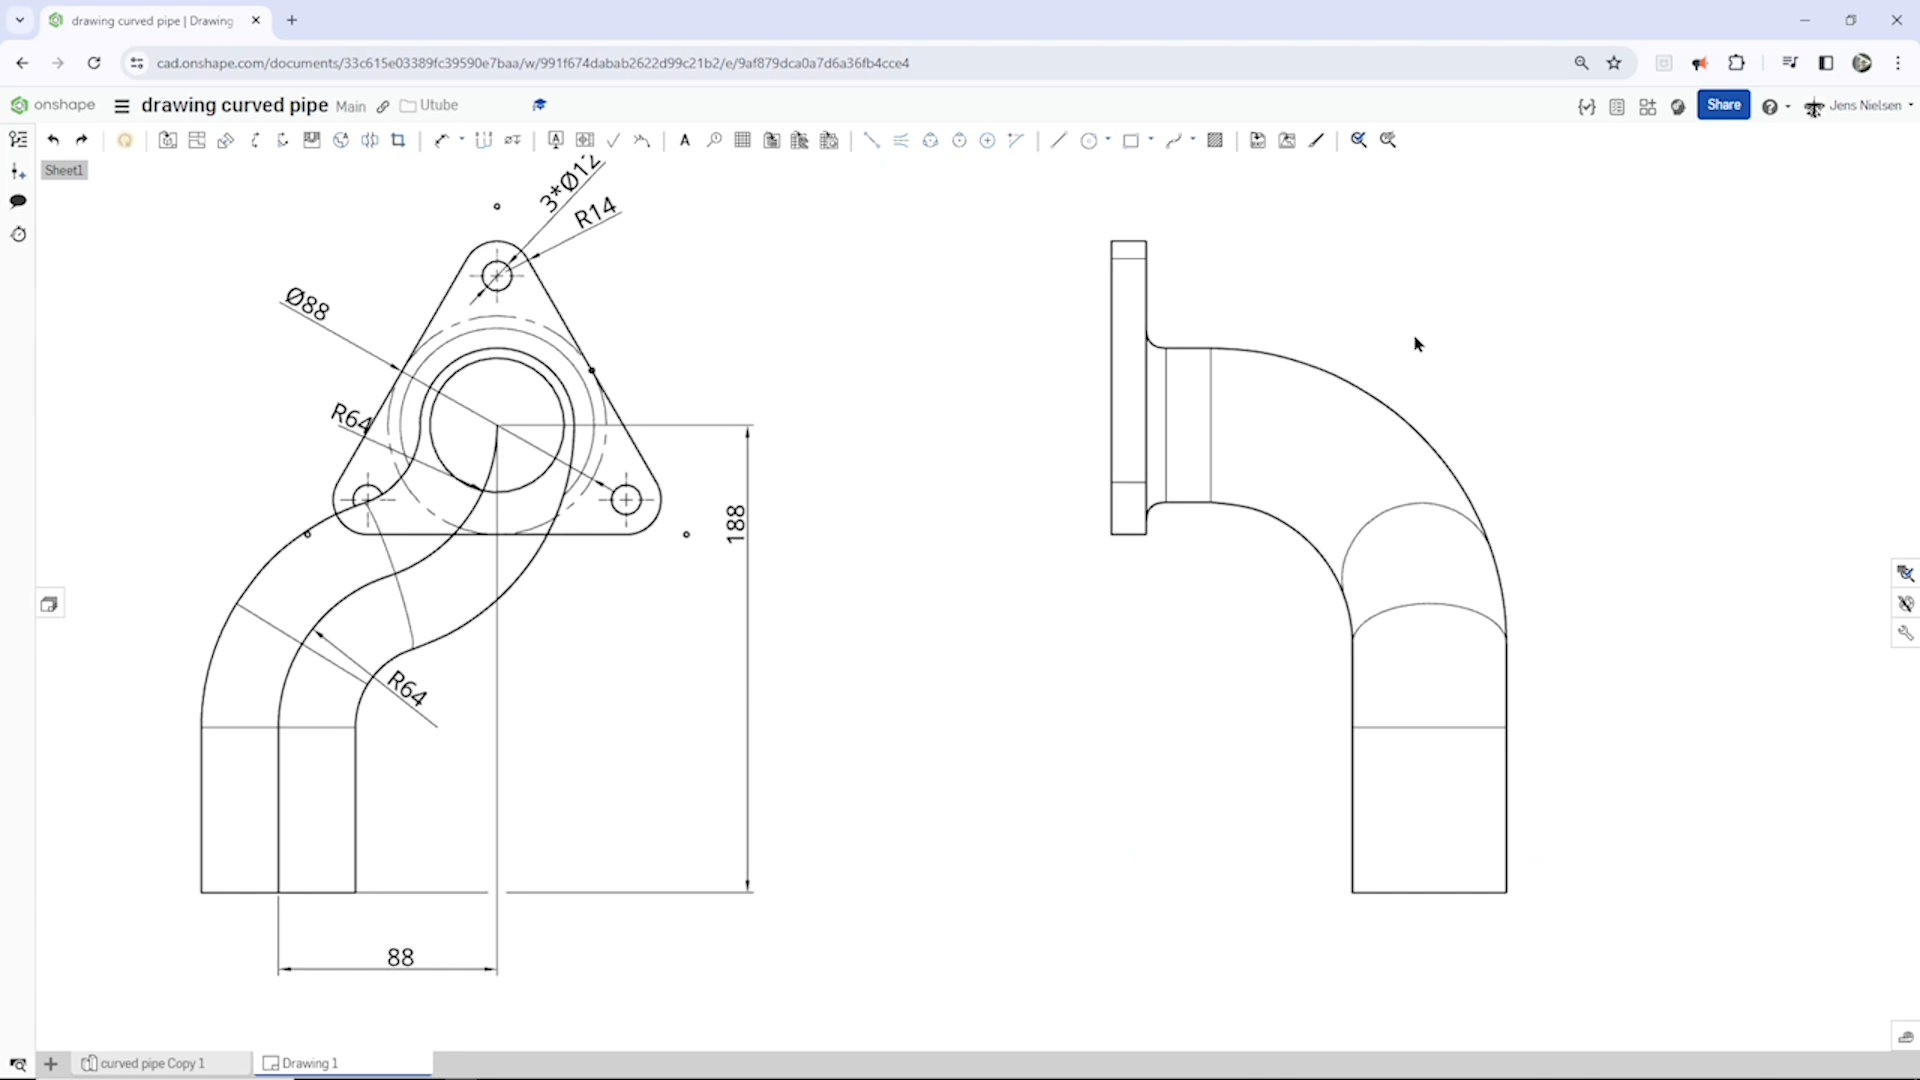 drawing curved pipe | Drawing
cad.onshape.com/documents/33c615e03389fc39590e7baa/w/991f674dabab2622d99c21b2/e/9af879dca0a7d6a36fb4cce4
onshape drawing curved pipe Main Utube Share Jens Nielsen
Sheet1
3*Ø12
R14
Ø88
R64
188
R64
88
curved pipe Copy 1 Drawing 1